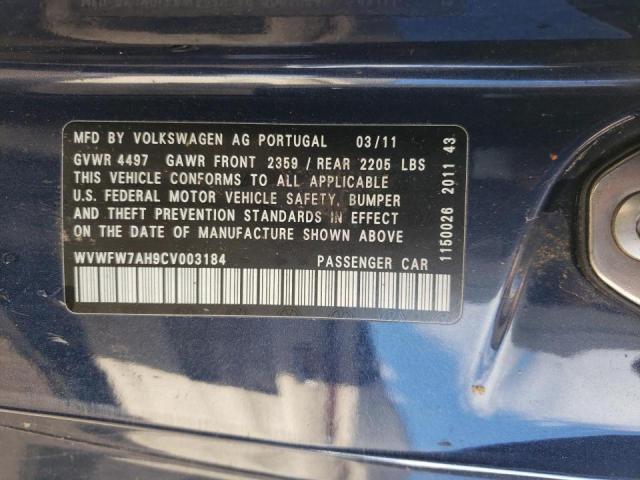 MFD BY VOLKSWAGEN AG PORTUGAL 03/11
GVWR 4497 GAWR FRONT 2359 / REAR 2205 LBS
THIS VEHICLE CONFORMS TO ALL APPLICABLE
U.S. FEDERAL MOTOR VEHICLE SAFETY, BUMPER
AND THEFT PREVENTION STANDARDS IN EFFECT
ON THE DATE OF MANUFACTURE SHOWN ABOVE
WVWFW7AH9CV003184 PASSENGER CAR
1150026 2011 43